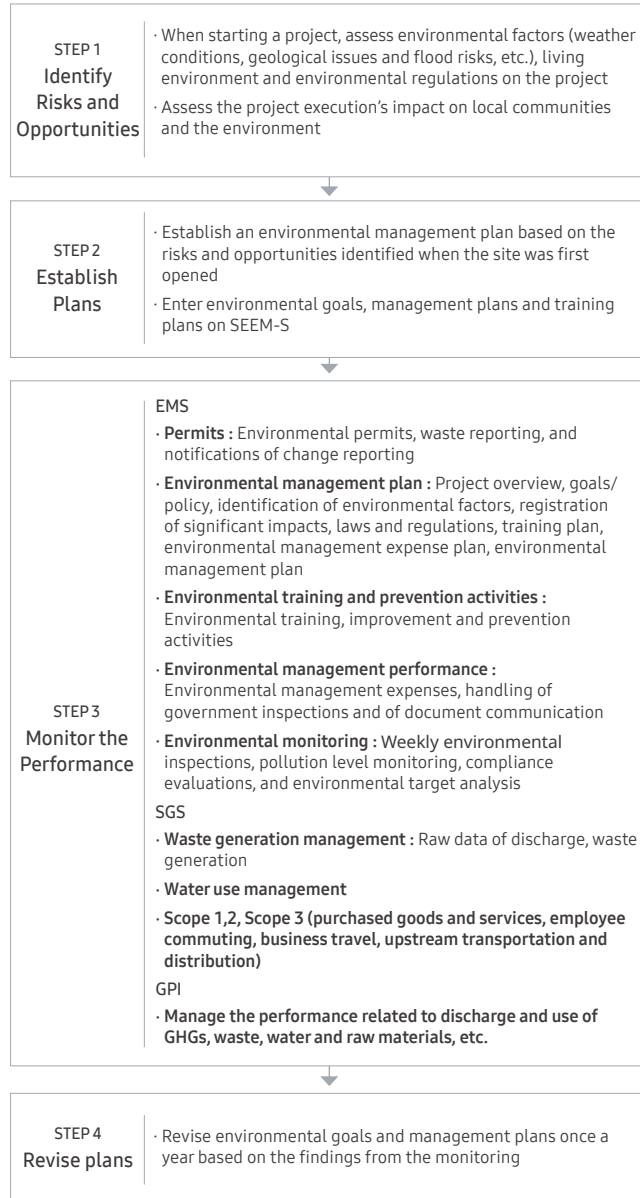 STEP 1
Identify
Risks and
Opportunities
· When starting a project, assess environmental factors (weather
conditions, geological issues and flood risks, etc.), living
environment and environmental regulations on the project
· Assess the project execution's impact on local communities
and the environment
STEP 2
Establish
Plans
· Establish an environmental management plan based on the
risks and opportunities identified when the site was first
opened
· Enter environmental goals, management plans and training
plans on SEEM-S
STEP 3
Monitor the
Performance
EMS
· Permits : Environmental permits, waste reporting, and
notifications of change reporting
· Environmental management plan : Project overview, goals/
policy, identification of environmental factors, registration
of significant impacts, laws and regulations, training plan,
environmental management expense plan, environmental
management plan
· Environmental training and prevention activities :
Environmental training, improvement and prevention
activities
· Environmental management performance :
Environmental management expenses, handling of
government inspections and of document communication
· Environmental monitoring : Weekly environmental
inspections, pollution level monitoring, compliance
evaluations, and environmental target analysis
SGS
· Waste generation management : Raw data of discharge, waste
generation
· Water use management
· Scope 1,2, Scope 3 (purchased goods and services, employee
commuting, business travel, upstream transportation and
distribution)
GPI
· Manage the performance related to discharge and use of
GHGs, waste, water and raw materials, etc.
STEP 4
Revise plans
· Revise environmental goals and management plans once a
year based on the findings from the monitoring